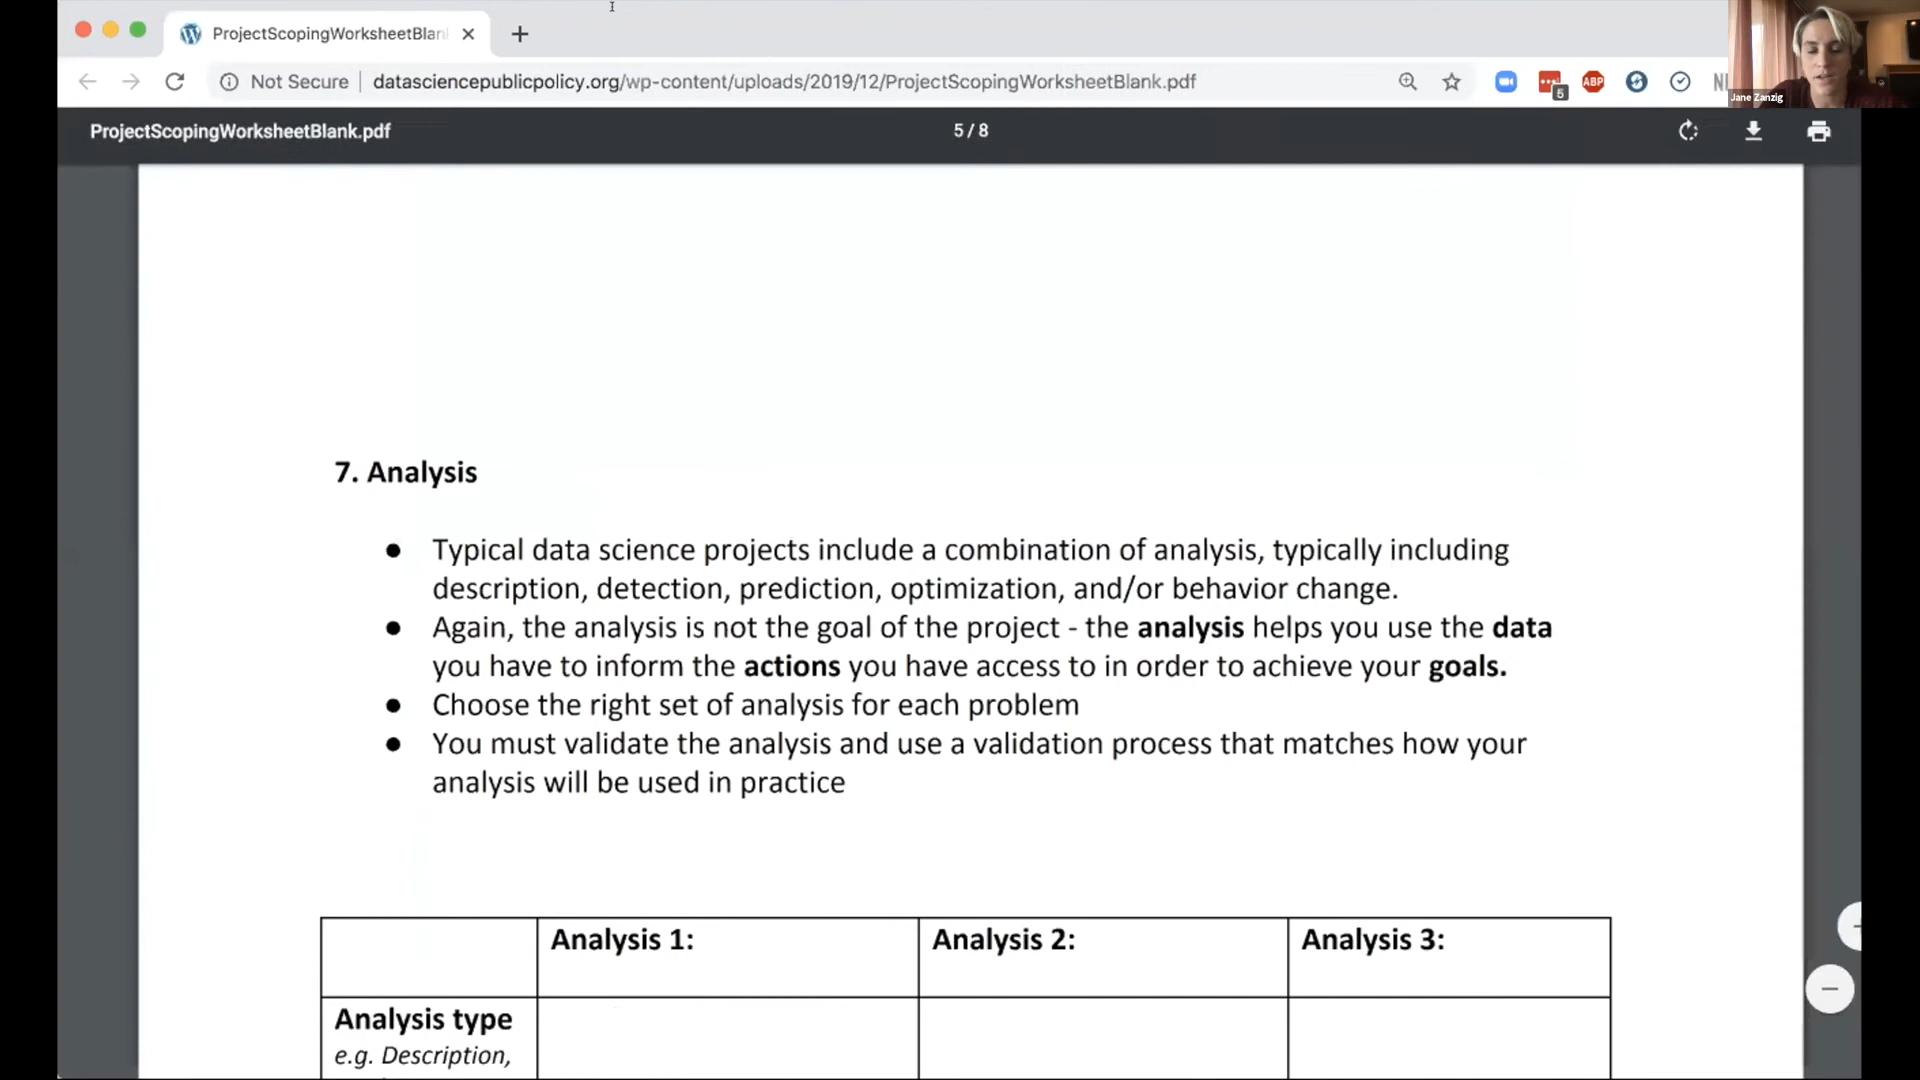 ProjectScopingWorksheetBlan
Not Secure
datasciencepublicpolicy.org/wp-content/uploads/2019/12/ProjectScopingWorksheetBlank.pdf
5
ABP
Jane Zanzig
ProjectScopingWorksheetBlank.pdf
5 / 8
7. Analysis
● Typical data science projects include a combination of analysis, typically including
description, detection, prediction, optimization, and/or behavior change.
● Again, the analysis is not the goal of the project - the analysis helps you use the data
you have to inform the actions you have access to in order to achieve your goals.
● Choose the right set of analysis for each problem
● You must validate the analysis and use a validation process that matches how your
analysis will be used in practice
Analysis 1:
Analysis 2:
Analysis 3:
Analysis type
e.g. Description,